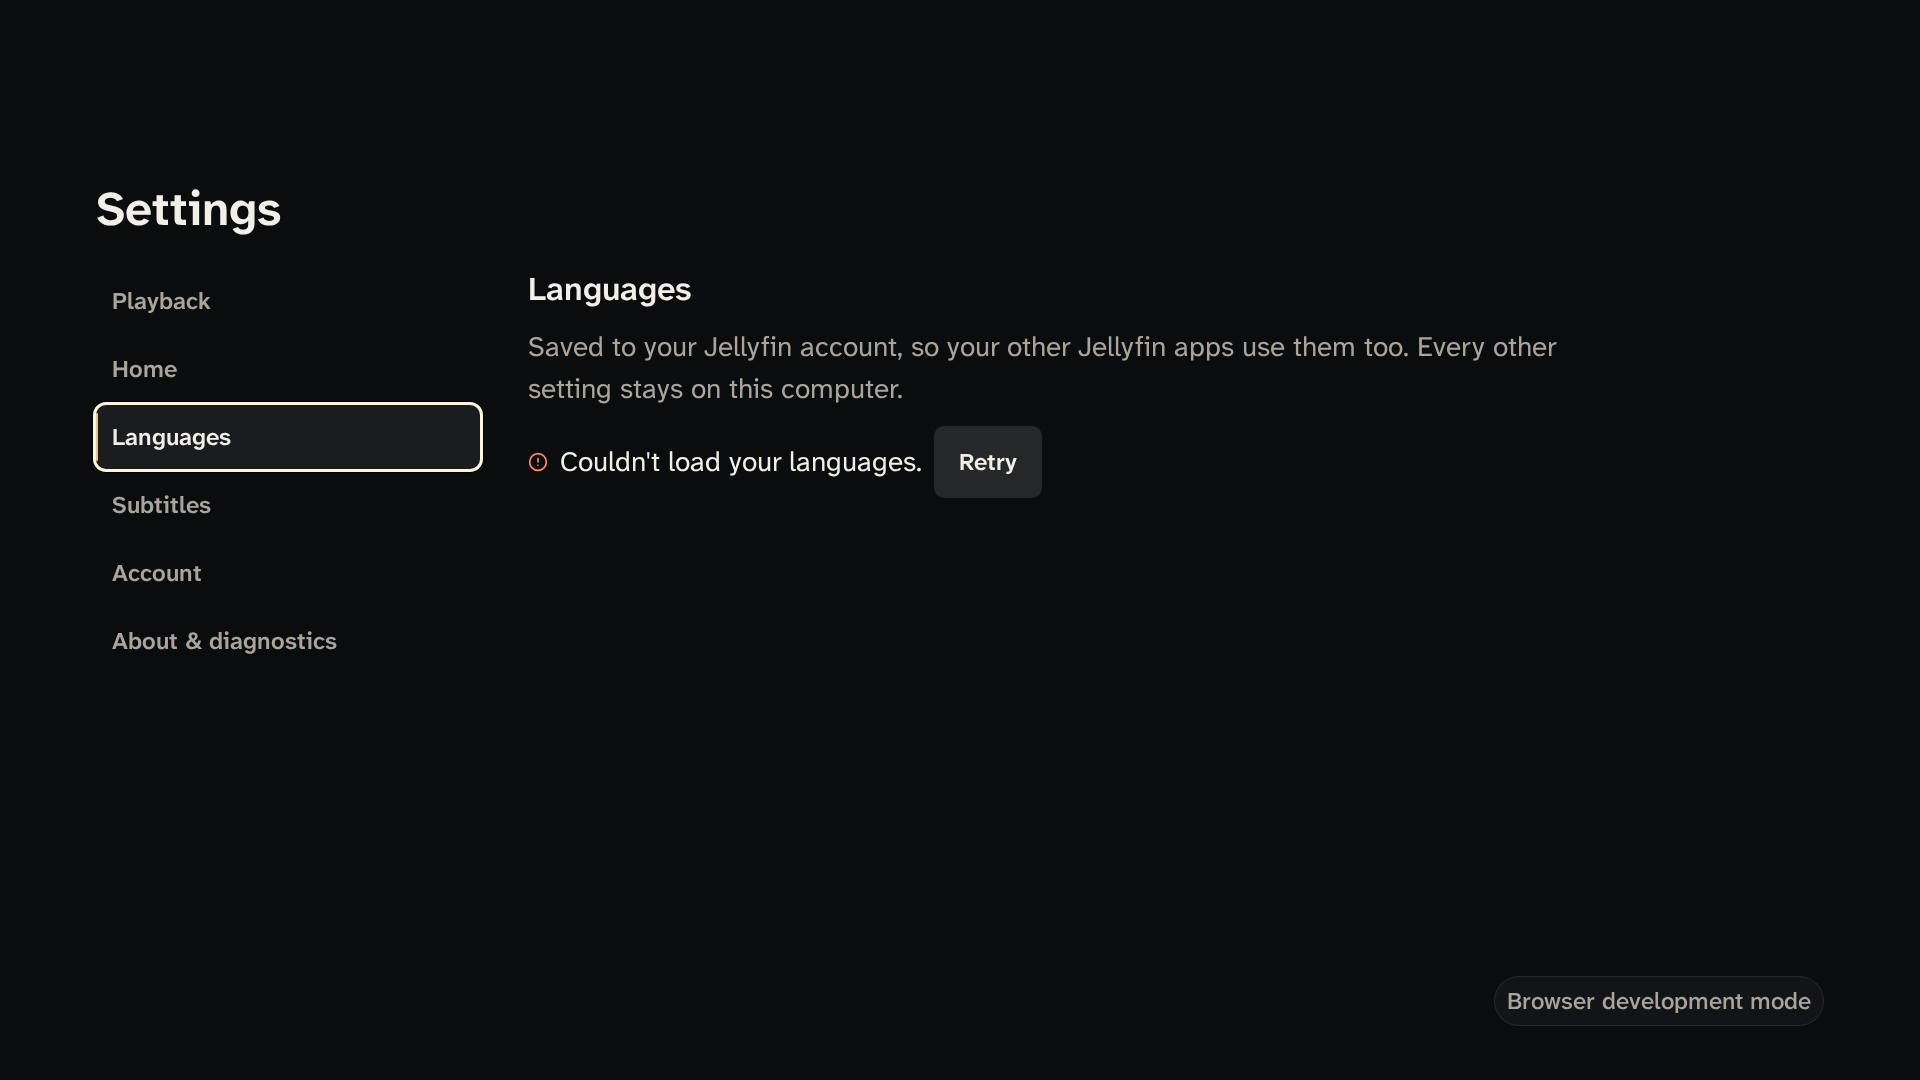 Settings
Playback
Home
Languages
Subtitles
Account
About & diagnostics
Languages
Saved to your Jellyfin account, so your other Jellyfin apps use them too. Every other
setting stays on this computer.
Couldn't load your languages.
Retry
Browser development mode